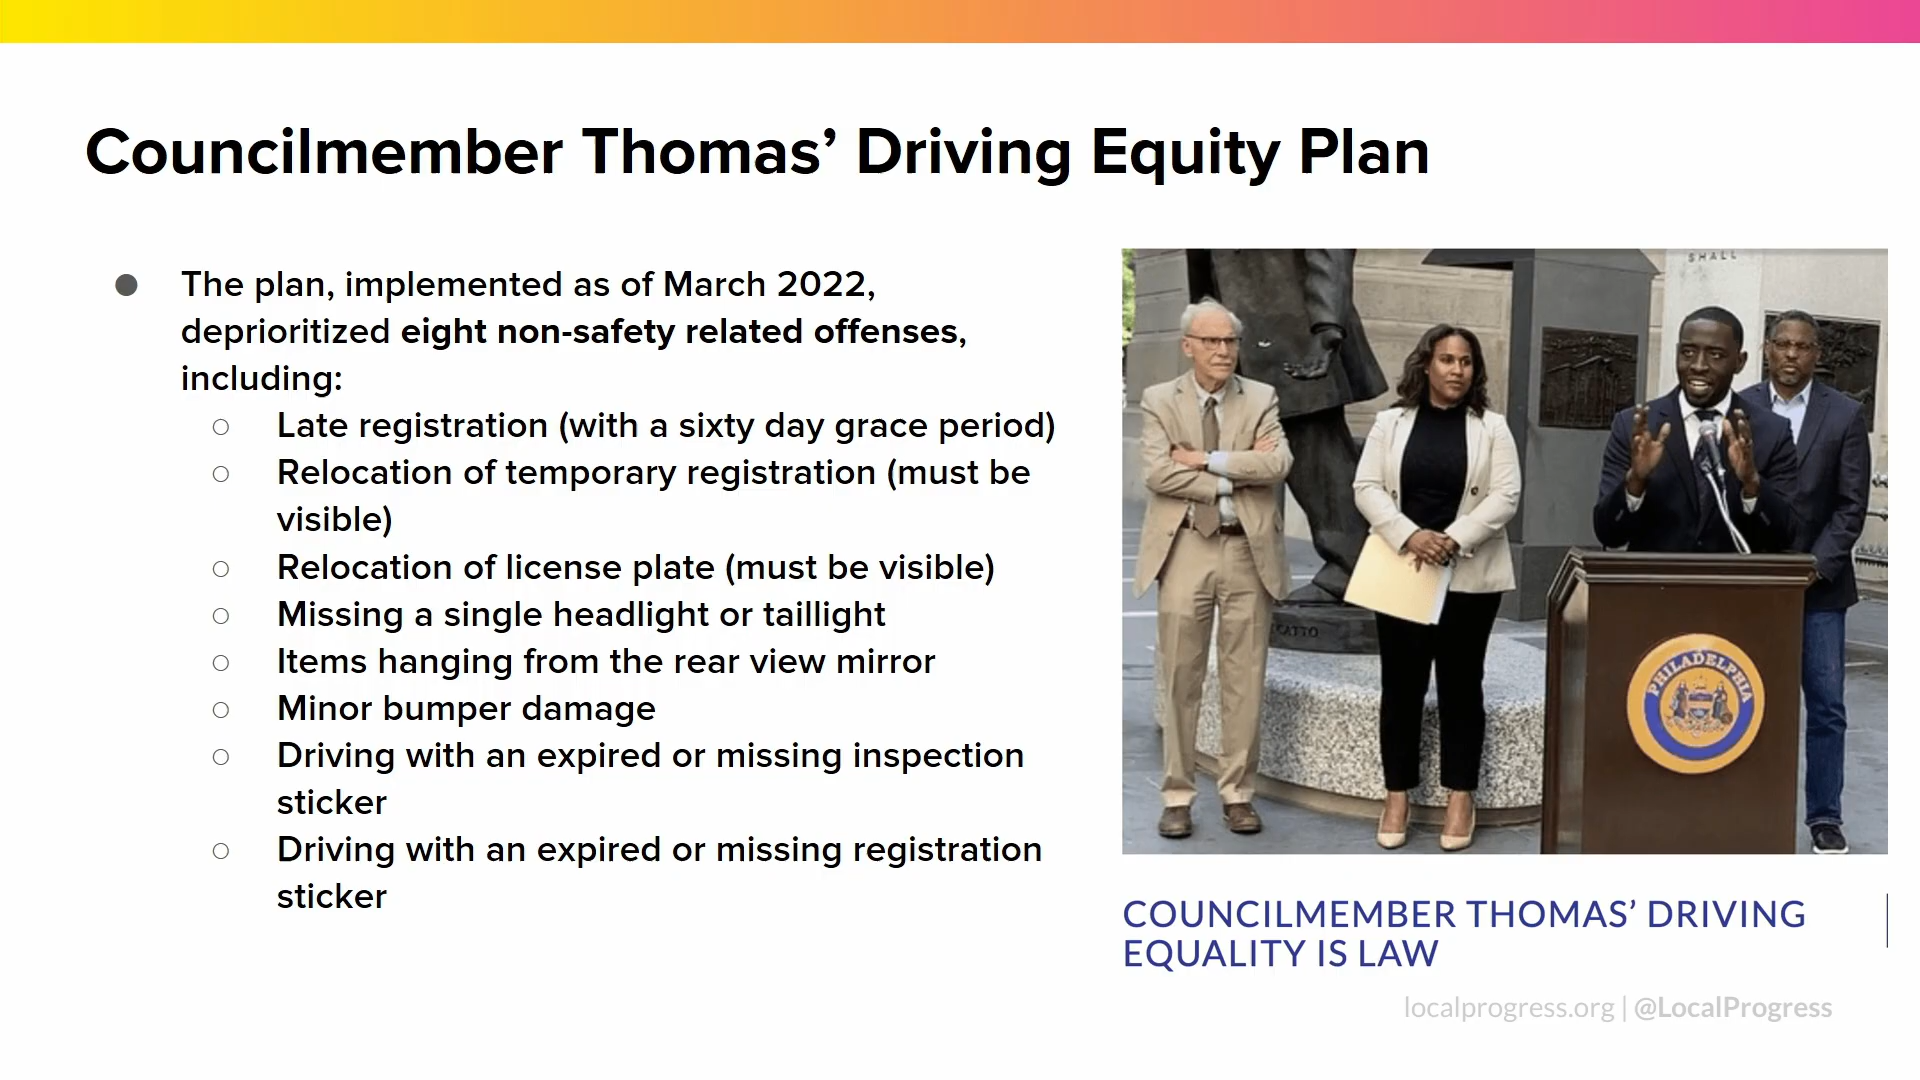 Councilmember Thomas’ Driving Equity Plan
● The plan, implemented as of March 2022,
deprioritized eight non-safety related offenses,
including:
○ Late registration (with a sixty day grace period)
○ Relocation of temporary registration (must be
visible)
○ Relocation of license plate (must be visible)
○ Missing a single headlight or taillight
○ Items hanging from the rear view mirror
○ Minor bumper damage
○ Driving with an expired or missing inspection
sticker
○ Driving with an expired or missing registration
sticker
SHALL
CATTO
PHILADELPHIA
COUNCILMEMBER THOMAS’ DRIVING
EQUALITY IS LAW
localprogress.org | @LocalProgress